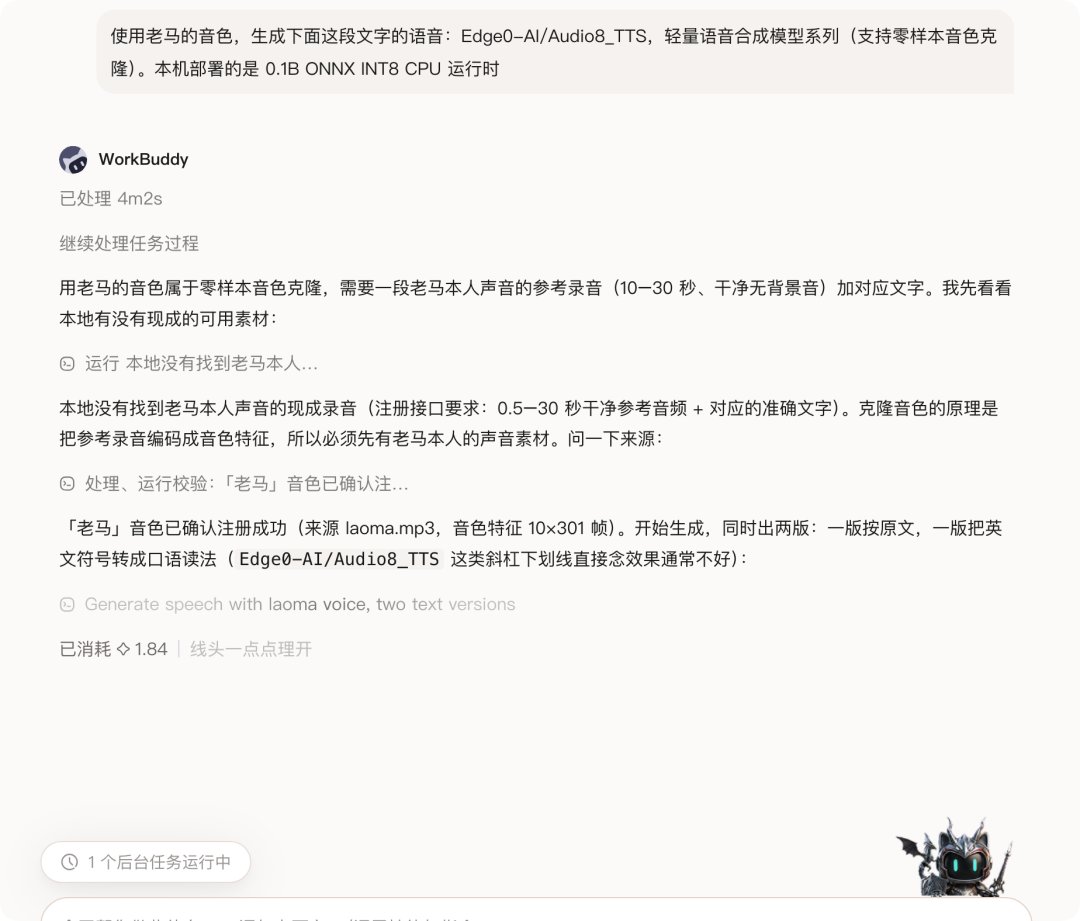 使用老马的音色，生成下面这段文字的语音：Edge0-AI/Audio8_TTS，轻量语音合成模型系列（支持零样本音色克
隆）。本机部署的是 0.1B ONNX INT8 CPU 运行时
WorkBuddy
已处理 4m2s
继续处理任务过程
用老马的音色属于零样本音色克隆，需要一段老马本人声音的参考录音（10–30 秒、干净无背景音）加对应文字。我先看看
本地有没有现成的可用素材：
运行 本地没有找到老马本人…
本地没有找到老马本人声音的现成录音（注册接口要求：0.5–30 秒干净参考音频 + 对应的准确文字）。克隆音色的原理是
把参考录音编码成音色特征，所以必须先有老马本人的声音素材。问一下来源：
处理、运行校验：「老马」音色已确认注…
「老马」音色已确认注册成功（来源 laoma.mp3，音色特征 10×301 帧）。开始生成，同时出两版：一版按原文，一版把英
文符号转成口语读法（ Edge0-AI/Audio8_TTS 这类斜杠下划线直接念效果通常不好）：
Generate speech with laoma voice, two text versions
已消耗 1.84 | 线头一点点理开
1 个后台任务运行中